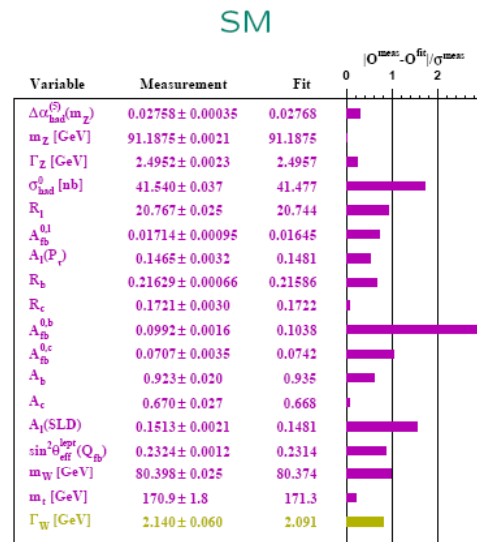 SM
|O^meas-O^fit|/σ^meas
Variable Measurement Fit 0 1 2
Δα_had^(5)(m_Z) 0.02758 ± 0.00035 0.02768
m_Z [GeV] 91.1875 ± 0.0021 91.1875
Γ_Z [GeV] 2.4952 ± 0.0023 2.4957
σ_had^0 [nb] 41.540 ± 0.037 41.477
R_l 20.767 ± 0.025 20.744
A_fb^0,l 0.01714 ± 0.00095 0.01645
A_l(P_τ) 0.1465 ± 0.0032 0.1481
R_b 0.21629 ± 0.00066 0.21586
R_c 0.1721 ± 0.0030 0.1722
A_fb^0,b 0.0992 ± 0.0016 0.1038
A_fb^0,c 0.0707 ± 0.0035 0.0742
A_b 0.923 ± 0.020 0.935
A_c 0.670 ± 0.027 0.668
A_l(SLD) 0.1513 ± 0.0021 0.1481
sin²θ_eff^lept(Q_fb) 0.2324 ± 0.0012 0.2314
m_W [GeV] 80.398 ± 0.025 80.374
m_t [GeV] 170.9 ± 1.8 171.3
Γ_W [GeV] 2.140 ± 0.060 2.091